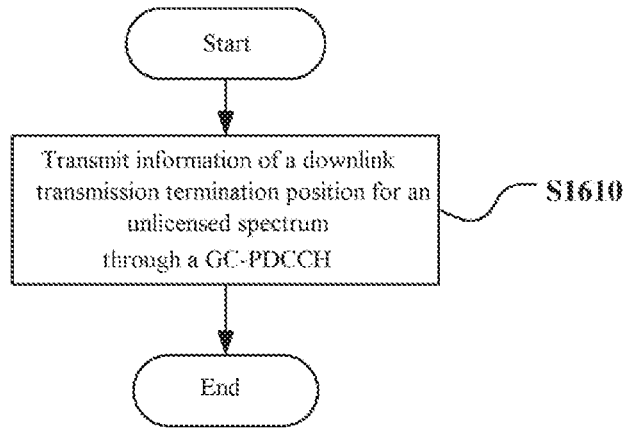 Start
Transmit information of a downlink
transmission termination position for an
unlicensed spectrum
through a GC-PDCCH
S1610
End